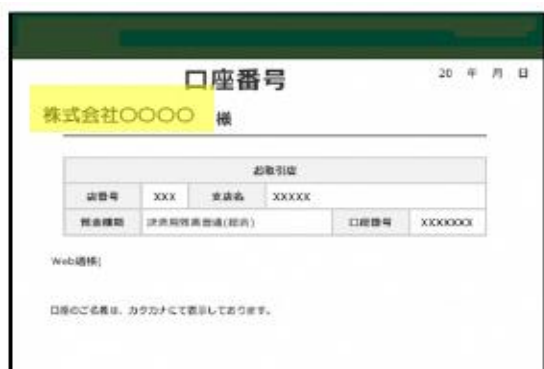 口座番号
20 年 月 日
株式会社〇〇〇〇 様
お取引店
店番号 XXX 支店名 XXXXX
預金種類 決済用預金普通(総合) 口座番号 XXXXXXX
Web通帳
口座のご名義は、カタカナにて表示しております。